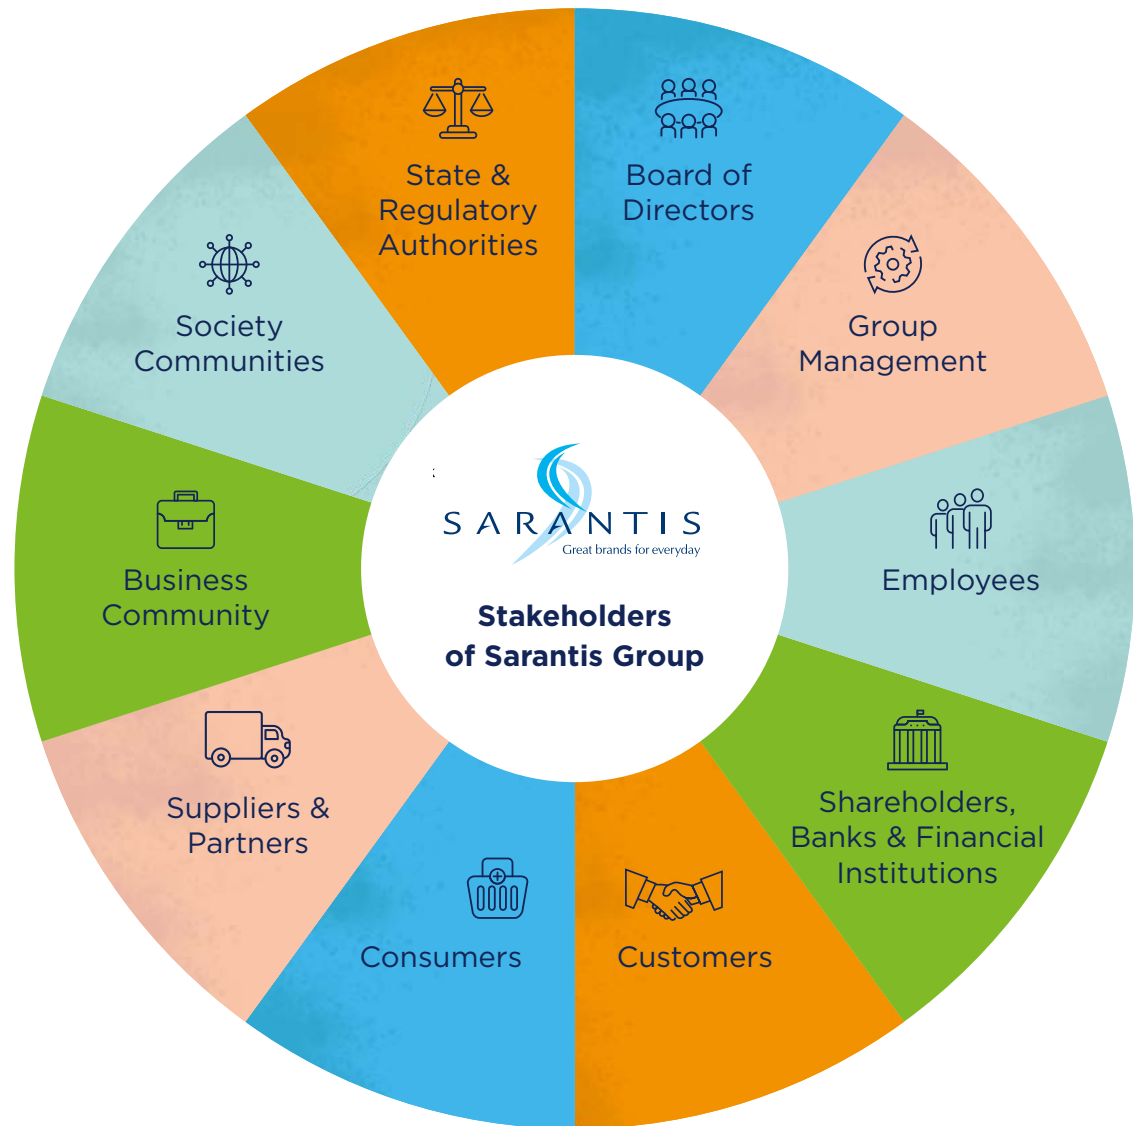 State &
Regulatory
Authorities
Board of
Directors
Group
Management
Employees
Shareholders,
Banks & Financial
Institutions
Customers
Consumers
Suppliers &
Partners
Business
Community
Society
Communities
SARANTIS
Great brands for everyday
Stakeholders
of Sarantis Group